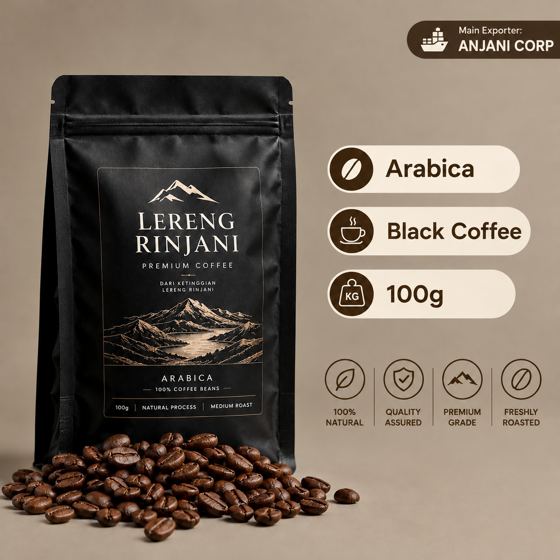 Main Exporter:
ANJANI CORP
LERENG
RINJANI
PREMIUM COFFEE
DARI KETINGGIAN
LERENG RINJANI
ARABICA
100% COFFEE BEANS
100g | NATURAL PROCESS | MEDIUM ROAST
Arabica
Black Coffee
KG
100g
100%
NATURAL
QUALITY
ASSURED
PREMIUM
GRADE
FRESHLY
ROASTED